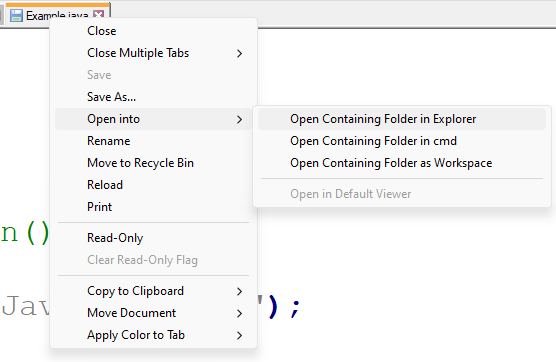 Example.java
Close
Close Multiple Tabs
Save
Save As...
Open into
Open Containing Folder in Explorer
Rename
Open Containing Folder in cmd
Move to Recycle Bin
Open Containing Folder as Workspace
Reload
Open in Default Viewer
Print
n()
Read-Only
Clear Read-Only Flag
Copy to Clipboard
Jav
");
Move Document
Apply Color to Tab